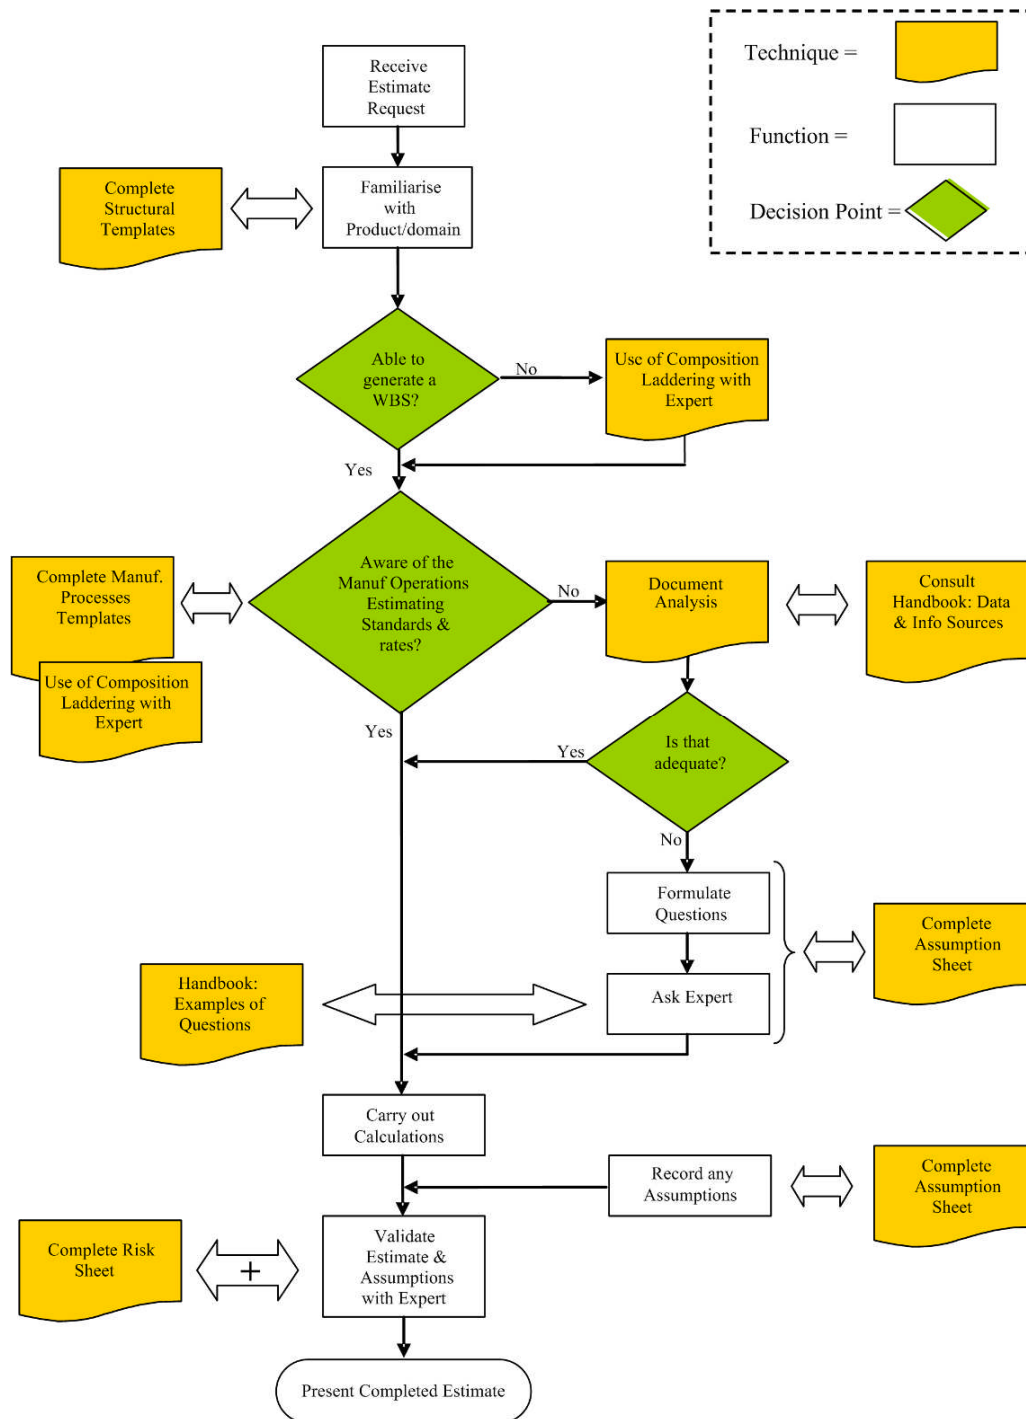 Receive
Estimate
Request
Technique =
Function =
Decision Point =
Complete
Structural
Templates
Familiarise
with
Product/domain
Able to
generate a
WBS?
No
Use of Composition
Laddering with
Expert
Yes
Complete Manuf.
Processes
Templates
Use of Composition
Laddering with
Expert
Aware of the
Manuf Operations
Estimating
Standards &
rates?
No
Document
Analysis
Consult
Handbook: Data
& Info Sources
Yes
Yes
Is that
adequate?
No
Formulate
Questions
Complete
Assumption
Sheet
Handbook:
Examples of
Questions
Ask Expert
Carry out
Calculations
Record any
Assumptions
Complete
Assumption
Sheet
Complete Risk
Sheet
+
Validate
Estimate &
Assumptions
with Expert
Present Completed Estimate